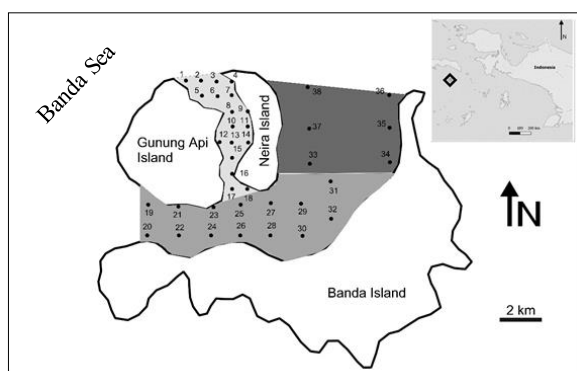 Banda Sea
1 2 3 4
5 6 7
8 9
10 11
12 13 14
15
16
17 18
Gunung Api
Island
Neira Island
38 36
37 35
33 34
31
19 21 23 25 27 29 32
20 22 24 26 28 30
Banda Island
Indonesia
N
N
2 km